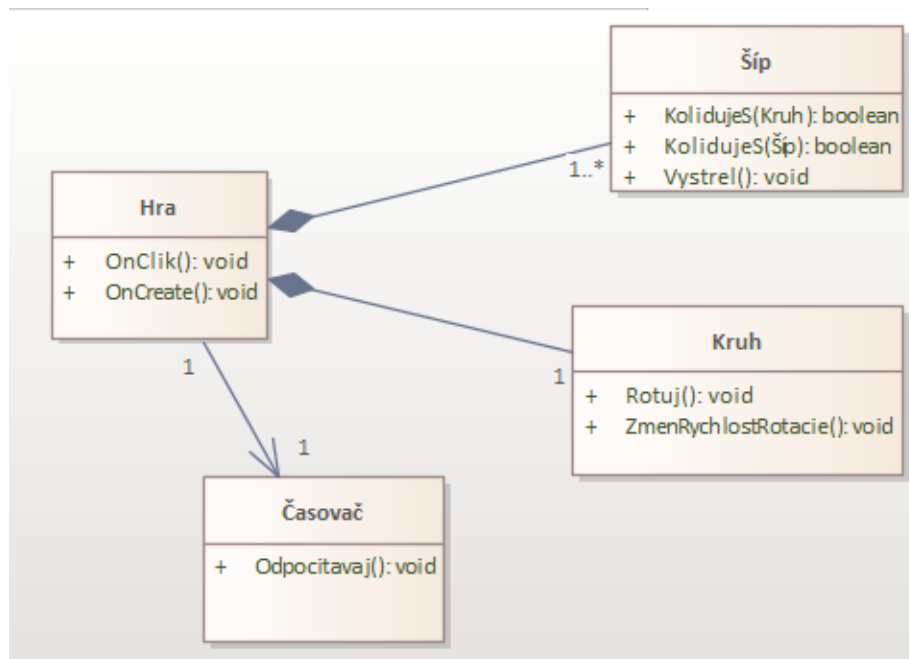 Šíp
+ KolidujeS(Kruh): boolean
+ KolidujeS(Šíp): boolean
+ Vystrel(): void
1..*
Hra
+ OnClik(): void
+ OnCreate(): void
Kruh
+ Rotuj(): void
+ ZmenRychlostRotacie(): void
1
1
1
Časovač
+ Odpocitavaj(): void